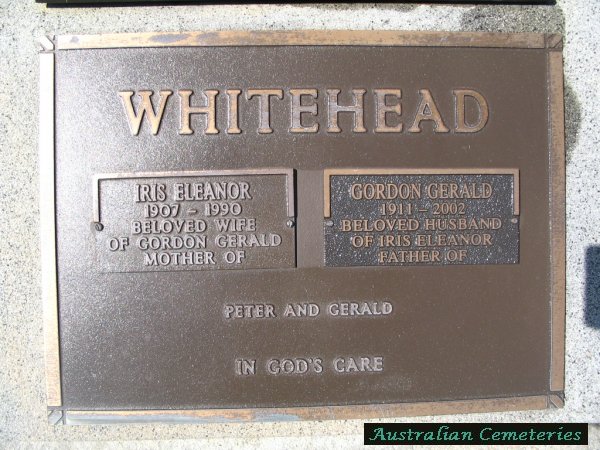 WHITEHEAD
IRIS ELEANOR
1907 ~ 1990
BELOVED WIFE
OF GORDON GERALD
MOTHER OF
GORDON GERALD
1911 - 2002
BELOVED HUSBAND
OF IRIS ELEANOR
FATHER OF
PETER AND GERALD
IN GOD'S CARE
Australian Cemeteries